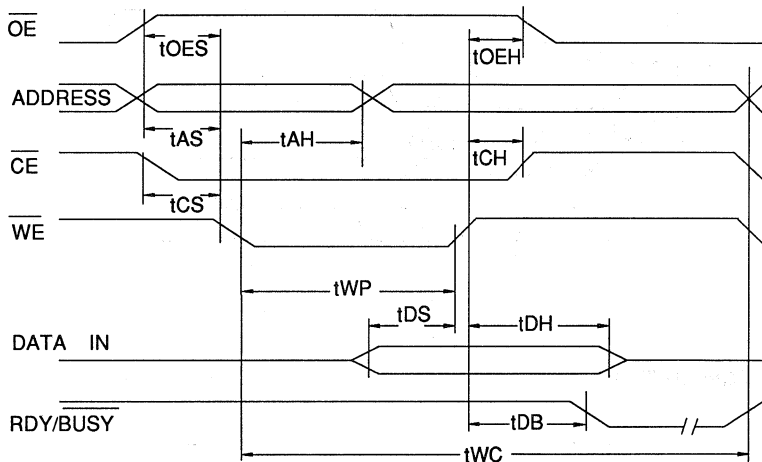 OE
tOES
tOEH
ADDRESS
tAS
tAH
tCH
CE
tCS
WE
tWP
tDS
tDH
DATA IN
RDY/BUSY
tDB
tWC